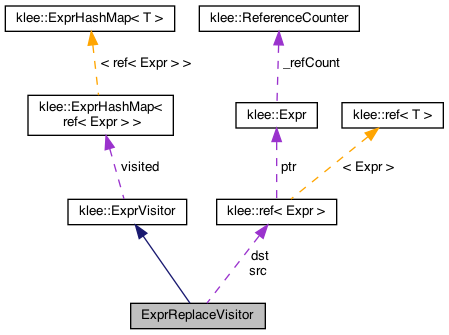 klee::ExprHashMap< T >
klee::ReferenceCounter
< ref< Expr > >
_refCount
klee::ExprHashMap<
ref< Expr > >
klee::Expr
klee::ref< T >
visited
ptr
< Expr >
klee::ExprVisitor
klee::ref< Expr >
dst
src
ExprReplaceVisitor